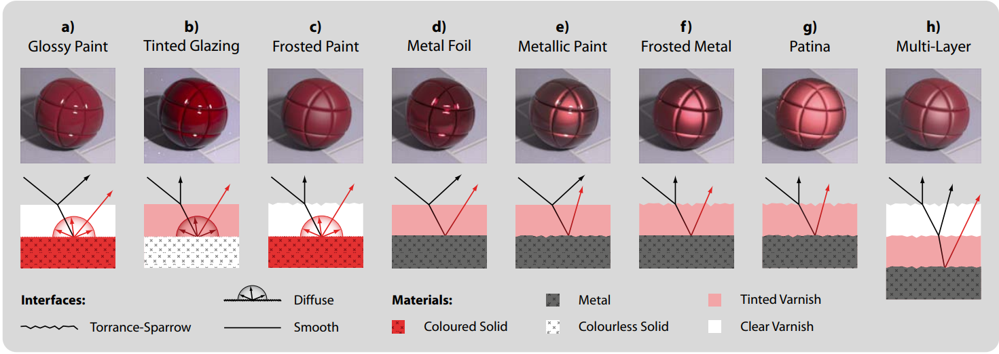 a)
Glossy Paint
b)
Tinted Glazing
c)
Frosted Paint
d)
Metal Foil
e)
Metallic Paint
f)
Frosted Metal
g)
Patina
h)
Multi-Layer
Interfaces:
Diffuse
Torrance-Sparrow
Smooth
Materials:
Metal
Tinted Varnish
Coloured Solid
Colourless Solid
Clear Varnish